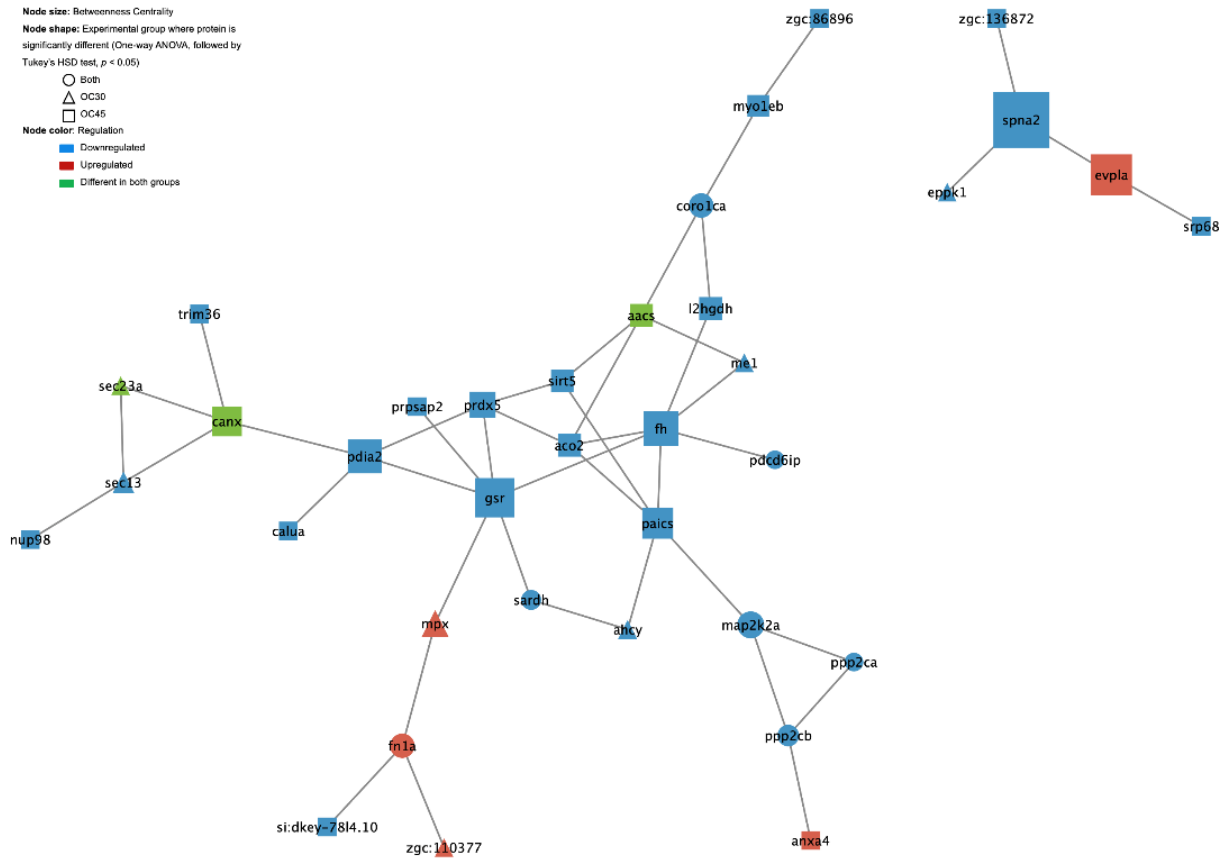 Node size: Betweenness Centrality
Node shape: Experimental group where protein is
significantly different (One-way ANOVA, followed by
Tukey's HSD test, p < 0.05)
Both
OC30
OC45
Node color: Regulation
Downregulated
Upregulated
Different in both groups
zgc:86896
zgc:136872
myo1eb
spna2
evpla
eppk1
coro1ca
srp68
trim36
aacs
l2hgdh
me1
sec23a
sirt5
canx
prpsap2
prdx5
fh
aco2
pdia2
pdcd6ip
sec13
gsr
paics
nup98
calua
sardh
mpx
ahcy
map2k2a
ppp2ca
fn1a
ppp2cb
si:dkey-78l4.10
zgc:110377
anxa4